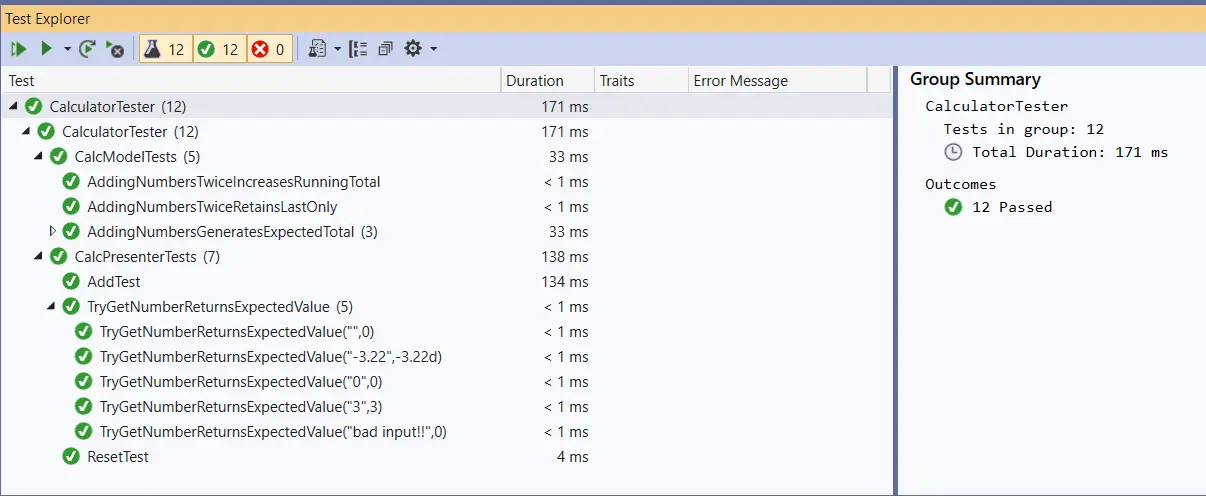 Test Explorer
12 12 0
Test Duration Traits Error Message
CalculatorTester (12) 171 ms
CalculatorTester (12) 171 ms
CalcModelTests (5) 33 ms
AddingNumbersTwiceIncreasesRunningTotal < 1 ms
AddingNumbersTwiceRetainsLastOnly < 1 ms
AddingNumbersGeneratesExpectedTotal (3) 33 ms
CalcPresenterTests (7) 138 ms
AddTest 134 ms
TryGetNumberReturnsExpectedValue (5) < 1 ms
TryGetNumberReturnsExpectedValue("",0) < 1 ms
TryGetNumberReturnsExpectedValue("-3.22",-3.22d) < 1 ms
TryGetNumberReturnsExpectedValue("0",0) < 1 ms
TryGetNumberReturnsExpectedValue("3",3) < 1 ms
TryGetNumberReturnsExpectedValue("bad input!!",0) < 1 ms
ResetTest 4 ms
Group Summary
CalculatorTester
Tests in group: 12
Total Duration: 171 ms
Outcomes
12 Passed